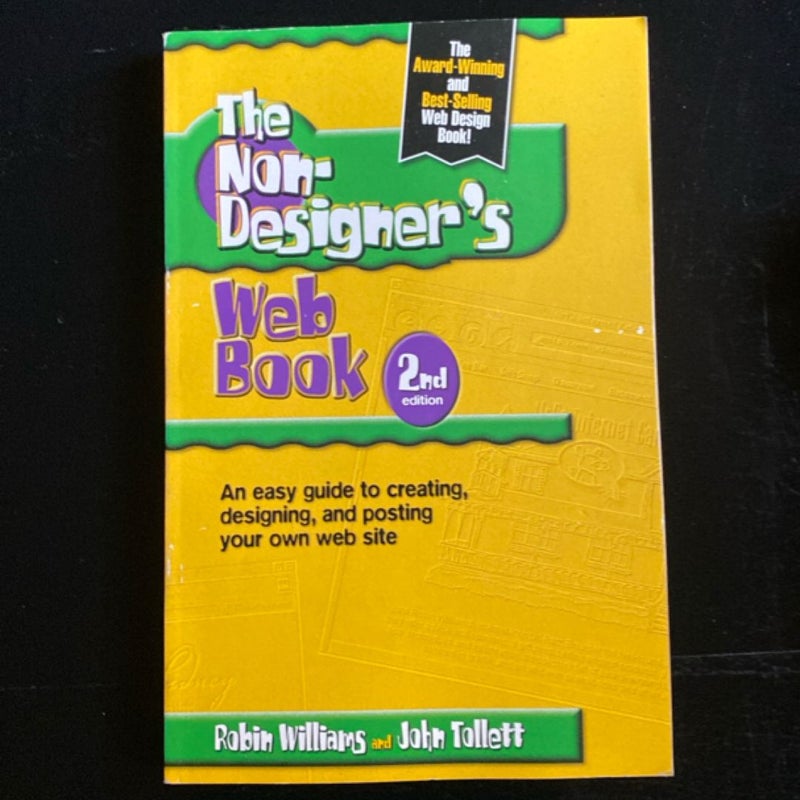 The
Award-Winning
and
Best-Selling
Web Design
Book!
The
Non-
Designer's
Web
Book
2nd
edition
An easy guide to creating,
designing, and posting
your own web site
Robin Williams and John Tollett